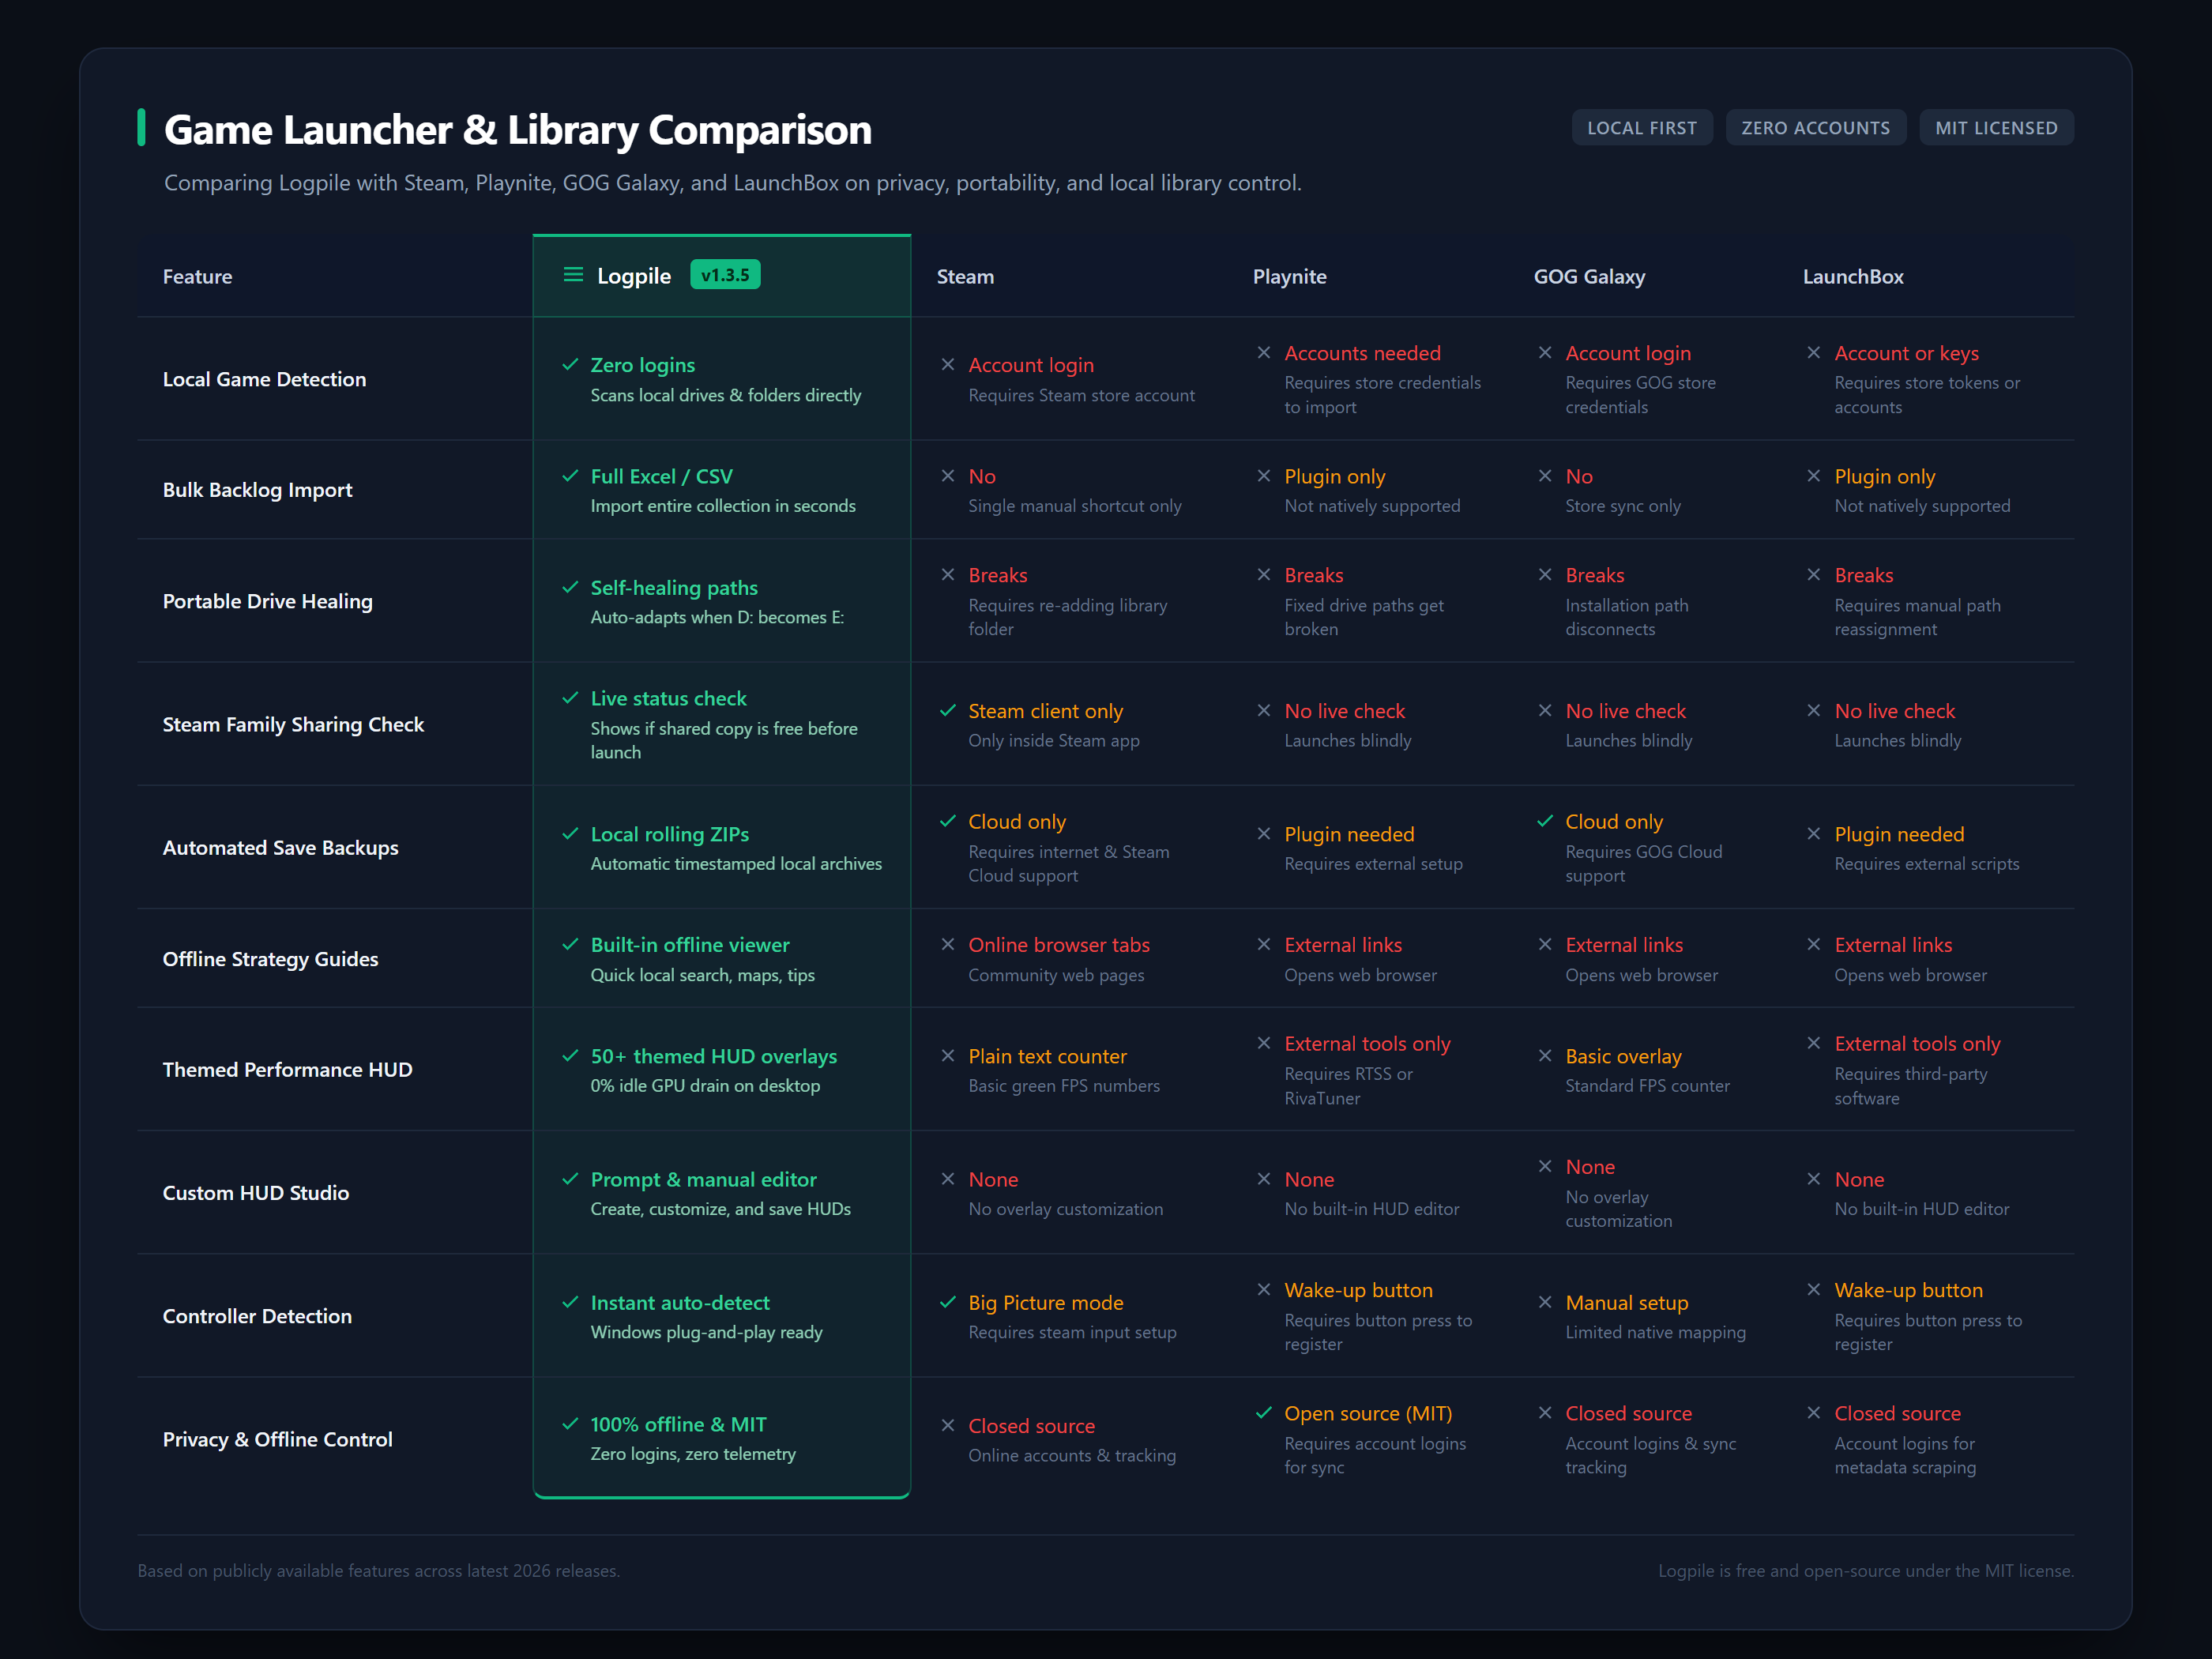 Game Launcher & Library Comparison
LOCAL FIRST
ZERO ACCOUNTS
MIT LICENSED
Comparing Logpile with Steam, Playnite, GOG Galaxy, and LaunchBox on privacy, portability, and local library control.
Feature
Logpile v1.3.5
Steam
Playnite
GOG Galaxy
LaunchBox
Local Game Detection
Zero logins
Scans local drives & folders directly
Account login
Requires Steam store account
Accounts needed
Requires store credentials
to import
Account login
Requires GOG store
credentials
Account or keys
Requires store tokens or
accounts
Bulk Backlog Import
Full Excel / CSV
Import entire collection in seconds
No
Single manual shortcut only
Plugin only
Not natively supported
No
Store sync only
Plugin only
Not natively supported
Portable Drive Healing
Self-healing paths
Auto-adapts when D: becomes E:
Breaks
Requires re-adding library
folder
Breaks
Fixed drive paths get
broken
Breaks
Installation path
disconnects
Breaks
Requires manual path
reassignment
Steam Family Sharing Check
Live status check
Shows if shared copy is free before
launch
Steam client only
Only inside Steam app
No live check
Launches blindly
No live check
Launches blindly
No live check
Launches blindly
Automated Save Backups
Local rolling ZIPs
Automatic timestamped local archives
Cloud only
Requires internet & Steam
Cloud support
Plugin needed
Requires external setup
Cloud only
Requires GOG Cloud
support
Plugin needed
Requires external scripts
Offline Strategy Guides
Built-in offline viewer
Quick local search, maps, tips
Online browser tabs
Community web pages
External links
Opens web browser
External links
Opens web browser
External links
Opens web browser
Themed Performance HUD
50+ themed HUD overlays
0% idle GPU drain on desktop
Plain text counter
Basic green FPS numbers
External tools only
Requires RTSS or
RivaTuner
Basic overlay
Standard FPS counter
External tools only
Requires third-party
software
Custom HUD Studio
Prompt & manual editor
Create, customize, and save HUDs
None
No overlay customization
None
No built-in HUD editor
None
No overlay
customization
None
No built-in HUD editor
Controller Detection
Instant auto-detect
Windows plug-and-play ready
Big Picture mode
Requires steam input setup
Wake-up button
Requires button press to
register
Manual setup
Limited native mapping
Wake-up button
Requires button press to
register
Privacy & Offline Control
100% offline & MIT
Zero logins, zero telemetry
Closed source
Online accounts & tracking
Open source (MIT)
Requires account logins
for sync
Closed source
Account logins & sync
tracking
Closed source
Account logins for
metadata scraping
Based on publicly available features across latest 2026 releases.
Logpile is free and open-source under the MIT license.